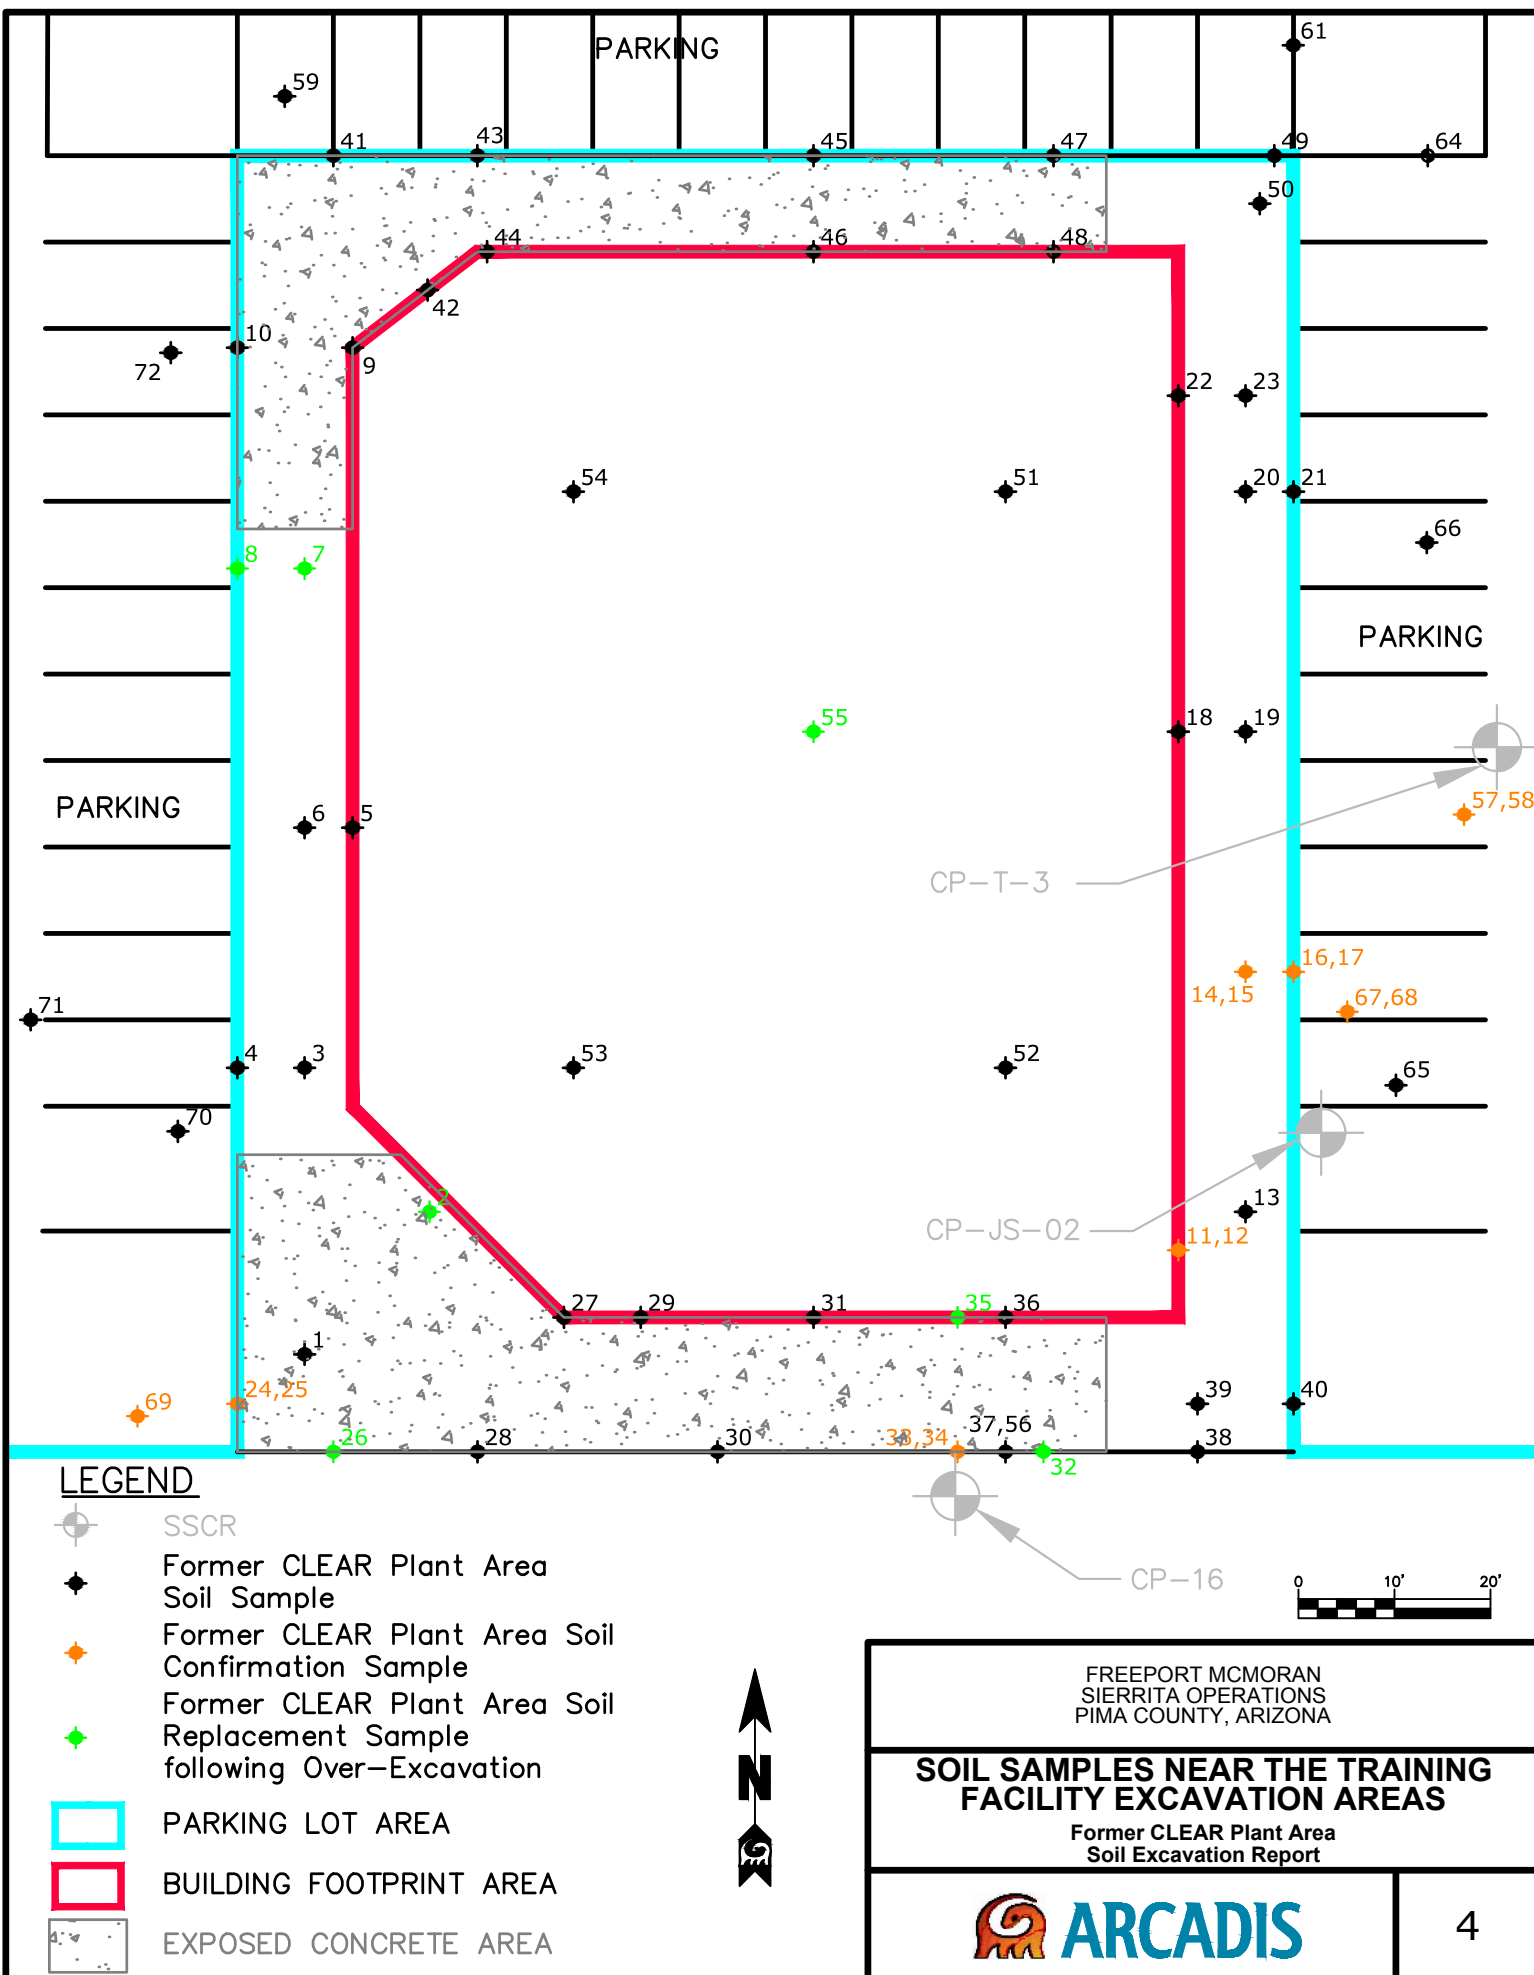 61
PARKING
59
41
43
45
47
49
64
50
44
46
48
42
10
9
72
22
23
54
51
20
21
66
8
7
PARKING
55
18
19
57,58
PARKING
6
5
CP-T-3
16,17
14,15
67,68
71
4
3
53
52
65
70
2
13
CP-JS-02
11,12
27
29
31
35
36
1
69
24,25
39
40
26
28
30
33,34
37,56
32
38
LEGEND
SSCR
Former CLEAR Plant Area
Soil Sample
Former CLEAR Plant Area Soil
Confirmation Sample
Former CLEAR Plant Area Soil
Replacement Sample
following Over-Excavation
PARKING LOT AREA
BUILDING FOOTPRINT AREA
EXPOSED CONCRETE AREA
CP-16
0 10' 20'
N
FREEPORT MCMORAN
SIERRITA OPERATIONS
PIMA COUNTY, ARIZONA
SOIL SAMPLES NEAR THE TRAINING
FACILITY EXCAVATION AREAS
Former CLEAR Plant Area
Soil Excavation Report
ARCADIS
4